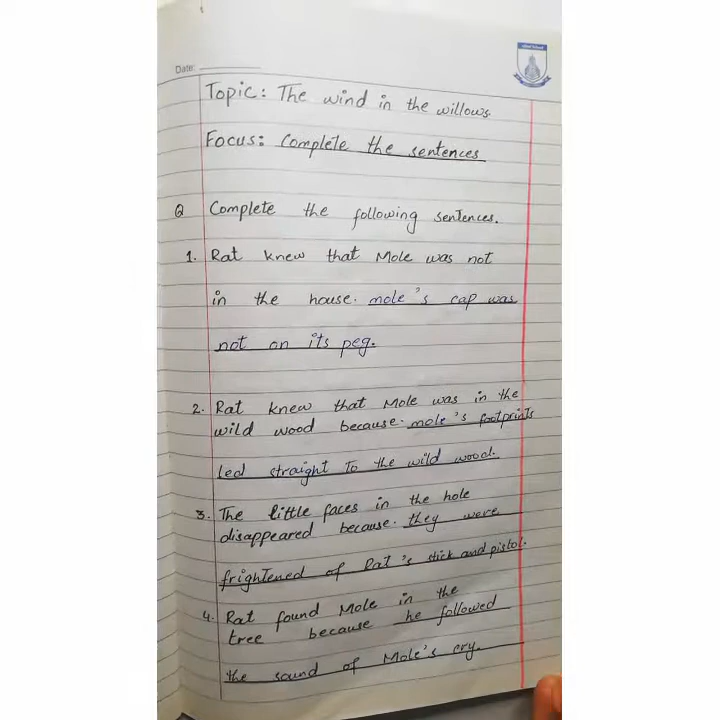 Date:
Topic: The wind in the willows.
Focus: Complete the sentences
Q Complete the following sentences.
1. Rat knew that Mole was not
in the house. mole's cap was
not on its peg.
2. Rat knew that Mole was in the
wild wood because. mole's footprints
led straight to the wild wood.
3. The little faces in the hole
disappeared because. they were
frightened of Rat's stick and pistol.
4. Rat found Mole in the
tree because he followed
the sound of Mole's cry.